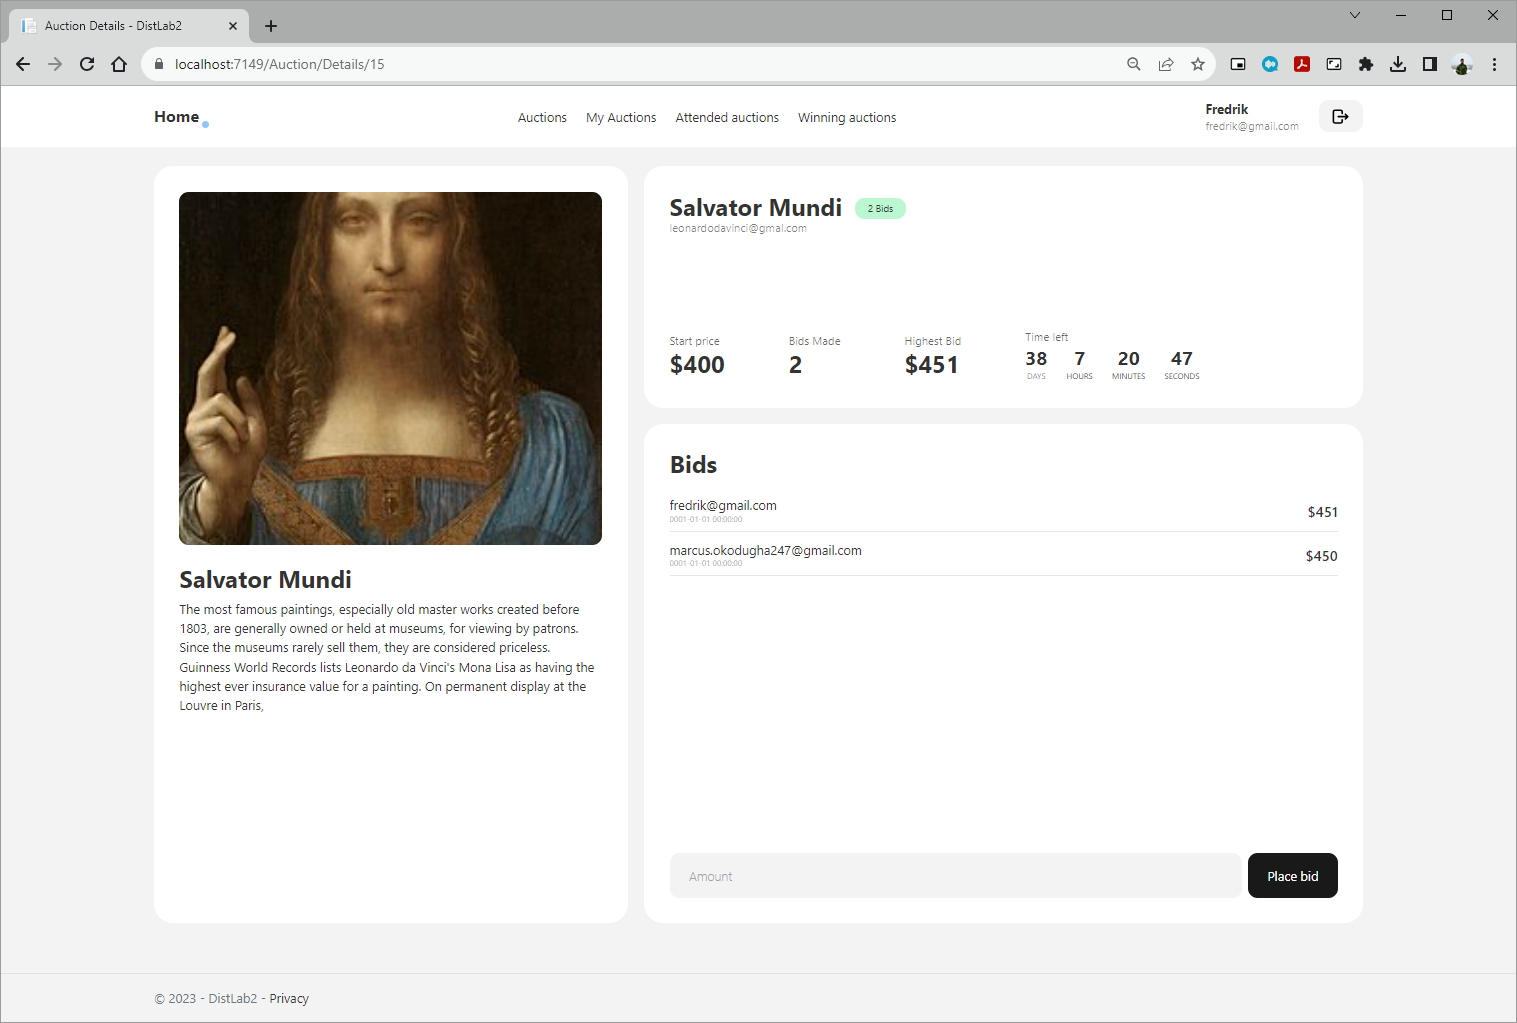 Auction Details - DistLab2
localhost:7149/Auction/Details/15
Home
Auctions My Auctions Attended auctions Winning auctions
Fredrik
fredrik@gmail.com
Salvator Mundi
The most famous paintings, especially old master works created before
1803, are generally owned or held at museums, for viewing by patrons.
Since the museums rarely sell them, they are considered priceless.
Guinness World Records lists Leonardo da Vinci's Mona Lisa as having the
highest ever insurance value for a painting. On permanent display at the
Louvre in Paris,
Salvator Mundi 2 Bids
leonardodavinci@gmal.com
Start price
$400
Bids Made
2
Highest Bid
$451
Time left
38 7 20 47
DAYS HOURS MINUTES SECONDS
Bids
fredrik@gmail.com
0001-01-01 00:00:00
$451
marcus.okodugha247@gmail.com
0001-01-01 00:00:00
$450
Amount
Place bid
© 2023 - DistLab2 - Privacy